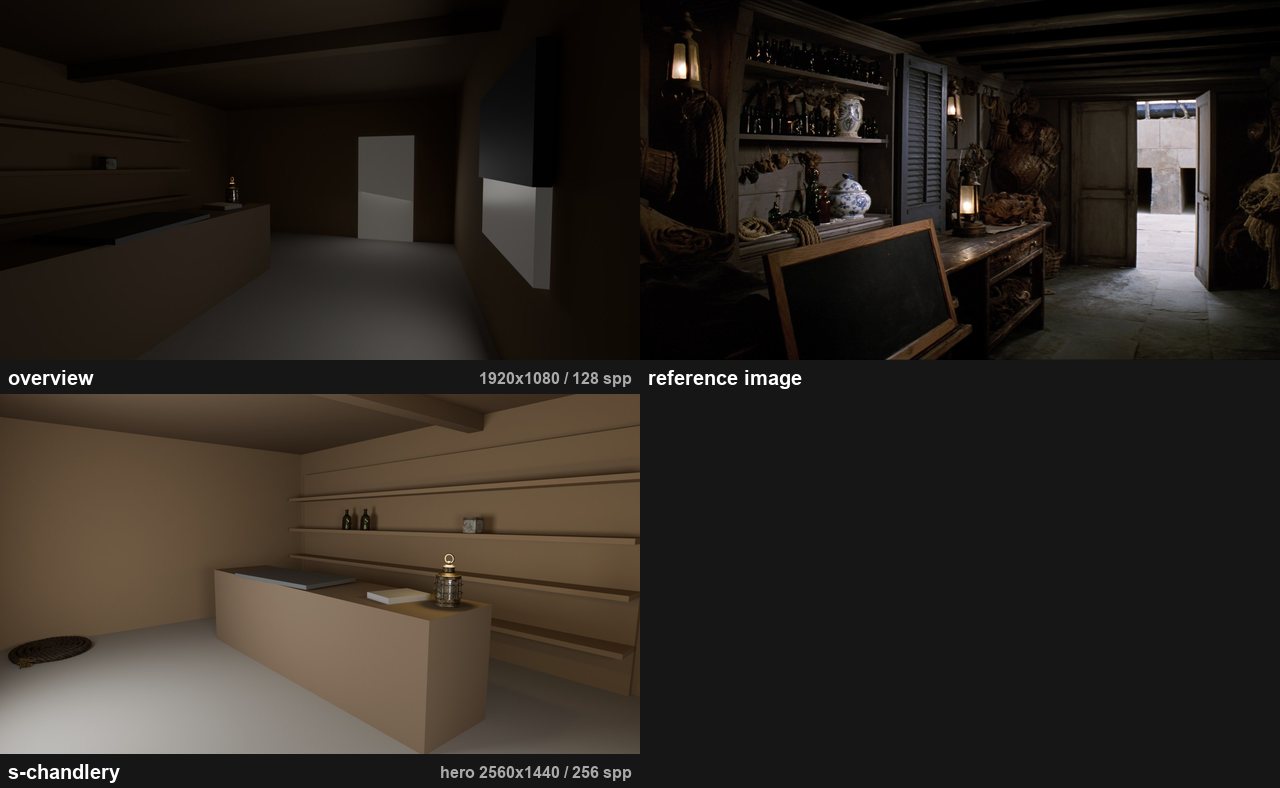 overview
1920x1080 / 128 spp
reference image
s-chandlery
hero 2560x1440 / 256 spp